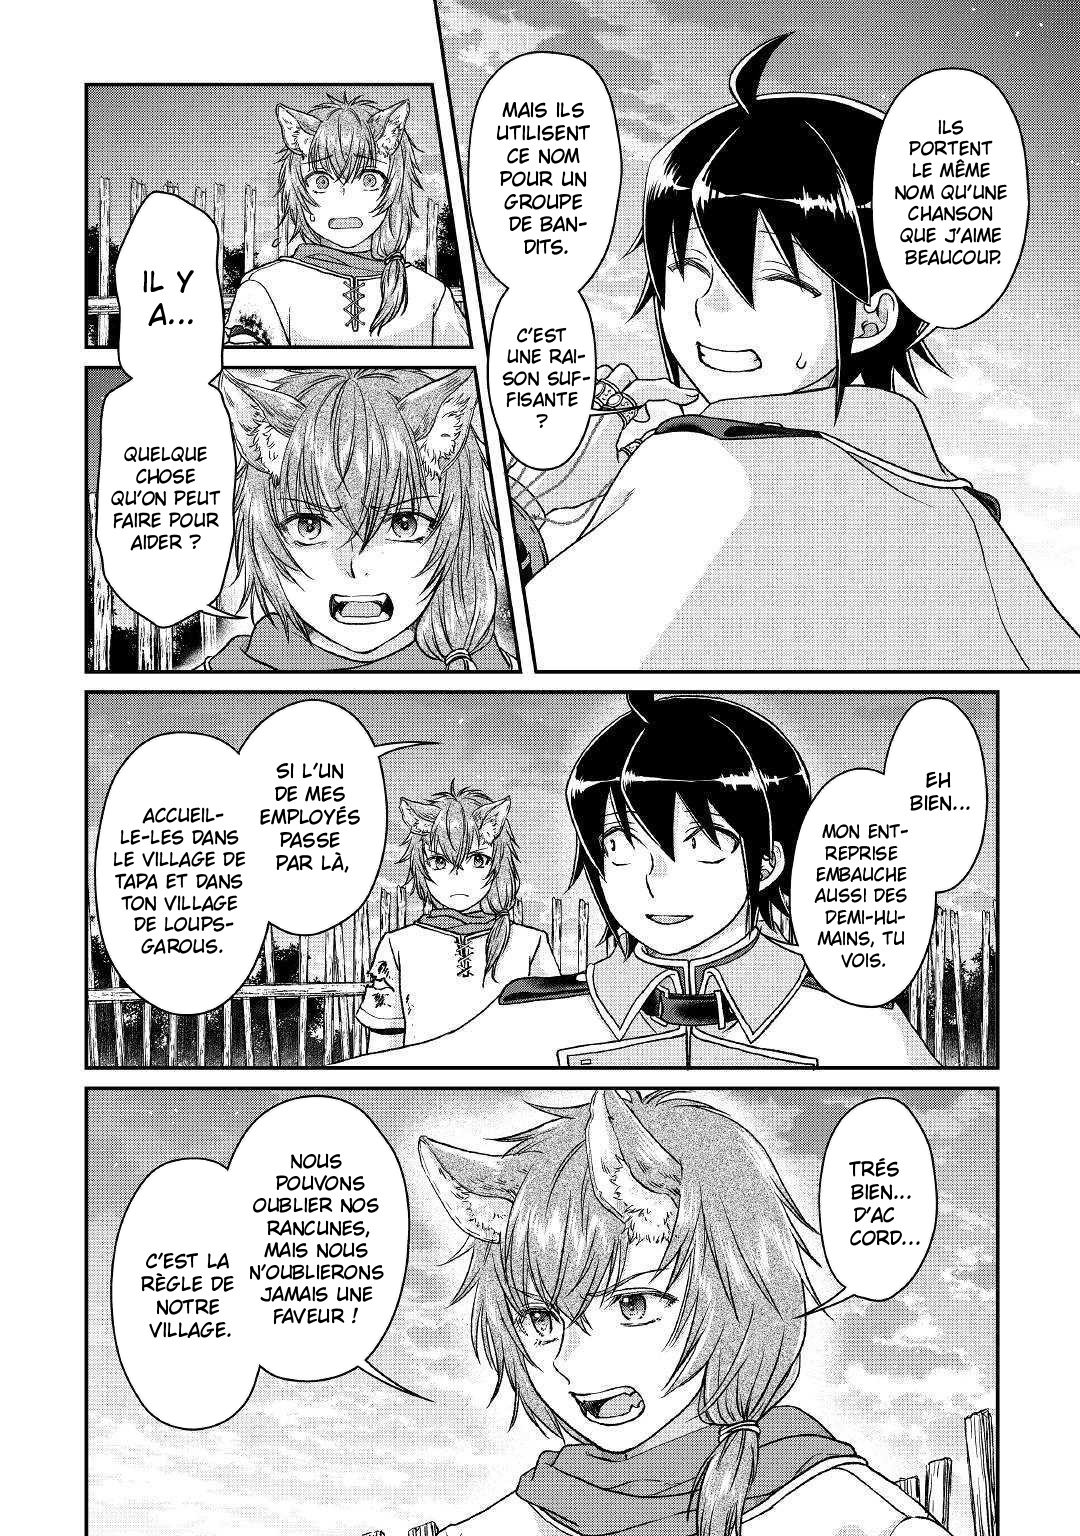 ILS
PORTENT
LE MÊME
NOM QU'UNE
CHANSON
QUE J'AIME
BEAUCOUP.
MAIS ILS
UTILISENT
CE NOM
POUR UN
GROUPE
DE BAN-
DITS.
C'EST
UNE RAI-
SON SUF-
FISANTE
?
IL Y
A...
QUELQUE
CHOSE
QU'ON PEUT
FAIRE POUR
AIDER ?
EH
BIEN...
MON ENT-
REPRISE
EMBAUCHE
AUSSI DES
DEMI-HU-
MAINS, TU
VOIS.
SI L'UN
DE MES
EMPLOYÉS
PASSE
PAR LÀ,
ACCUEIL-
LE-LES DANS
LE VILLAGE DE
TAPA ET DANS
TON VILLAGE
DE LOUPS-
GAROUS.
TRÉS
BIEN...
D'AC
CORD...
NOUS
POUVONS
OUBLIER NOS
RANCUNES,
MAIS NOUS
N'OUBLIERONS
JAMAIS UNE
FAVEUR !
C'EST LA
RÈGLE DE
NOTRE
VILLAGE.